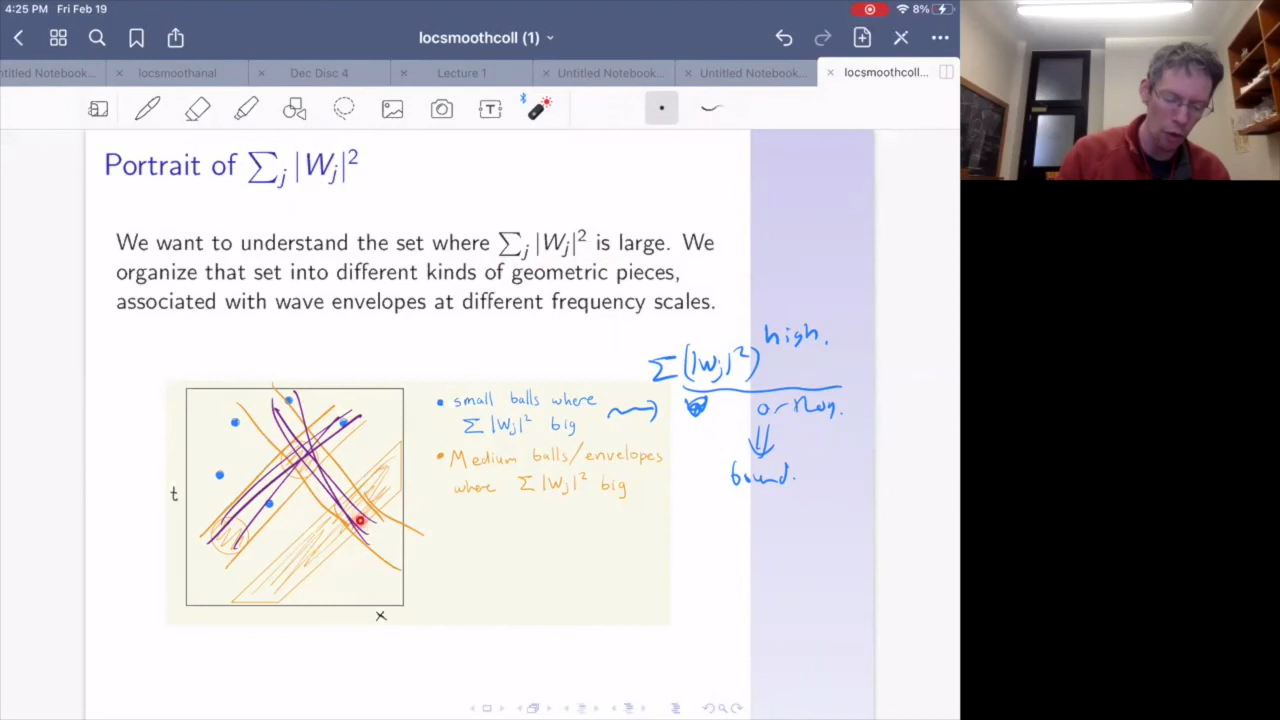 4:25 PM Fri Feb 19
8%
locsmoothcoll (1)
ntitled Notebook...
locsmoothanal
Dec Disc 4
Lecture 1
Untitled Notebook...
Untitled Notebook...
locsmoothcoll...
T
Portrait of ∑j |Wj|²
We want to understand the set where ∑j |Wj|² is large. We
organize that set into different kinds of geometric pieces,
associated with wave envelopes at different frequency scales.
∑(|Wj|²)^high.
• small balls where
∑ |Wj|² big
• Medium balls/envelopes
where ∑ |Wj|² big
bound.
t
x